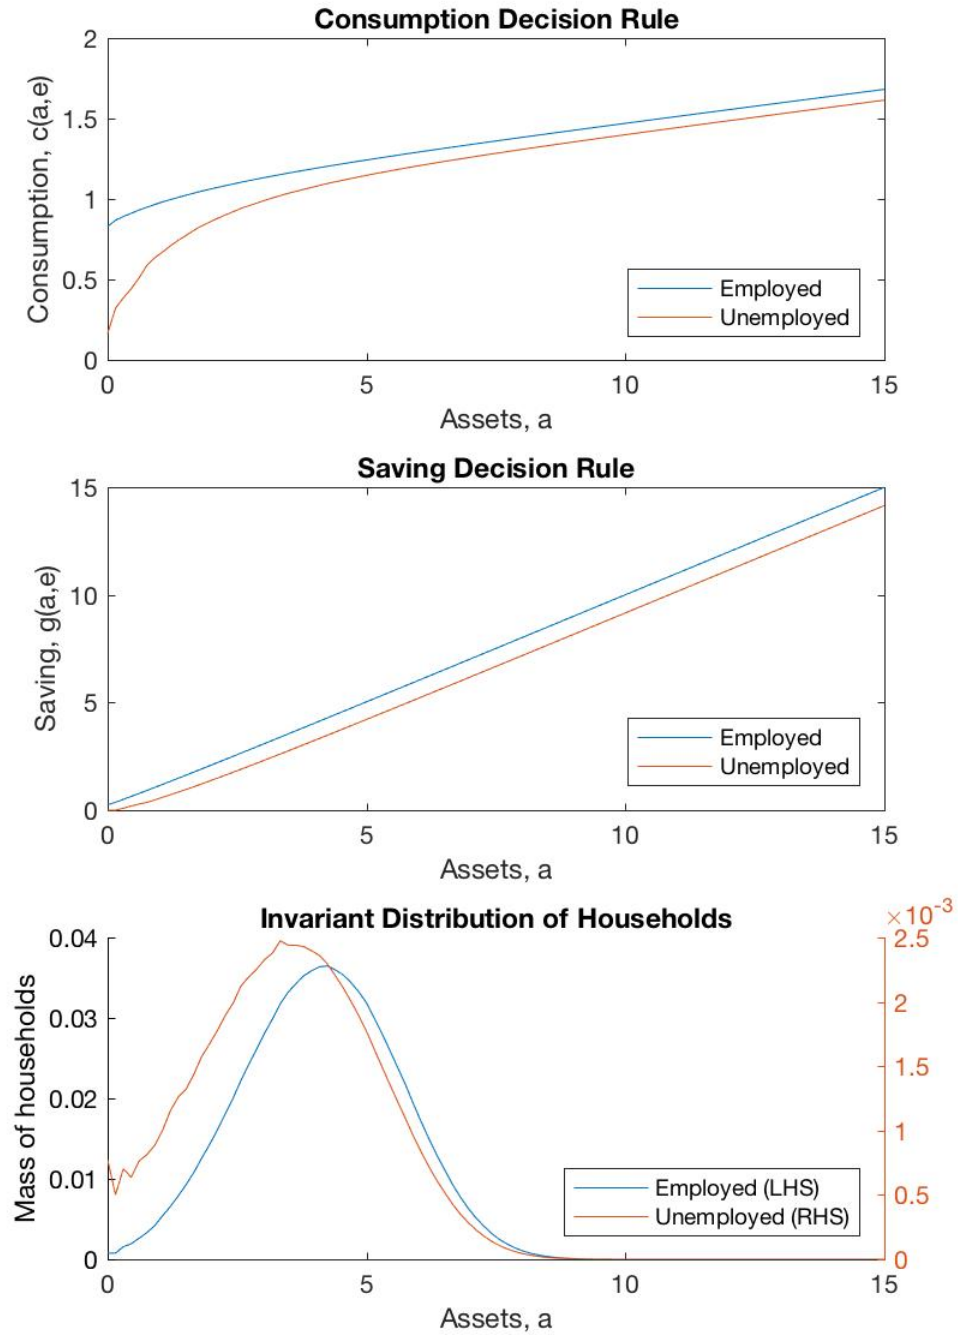 Consumption Decision Rule
2
1.5
1
0.5
0
Consumption, c(a,e)
Employed
Unemployed
0 5 10 15
Assets, a
Saving Decision Rule
15
10
5
0
Saving, g(a,e)
Employed
Unemployed
0 5 10 15
Assets, a
Invariant Distribution of Households
×10⁻³
0.04 2.5
2
0.03
1.5
0.02
1
0.01
0.5
0 0
Mass of households
Employed (LHS)
Unemployed (RHS)
0 5 10 15
Assets, a